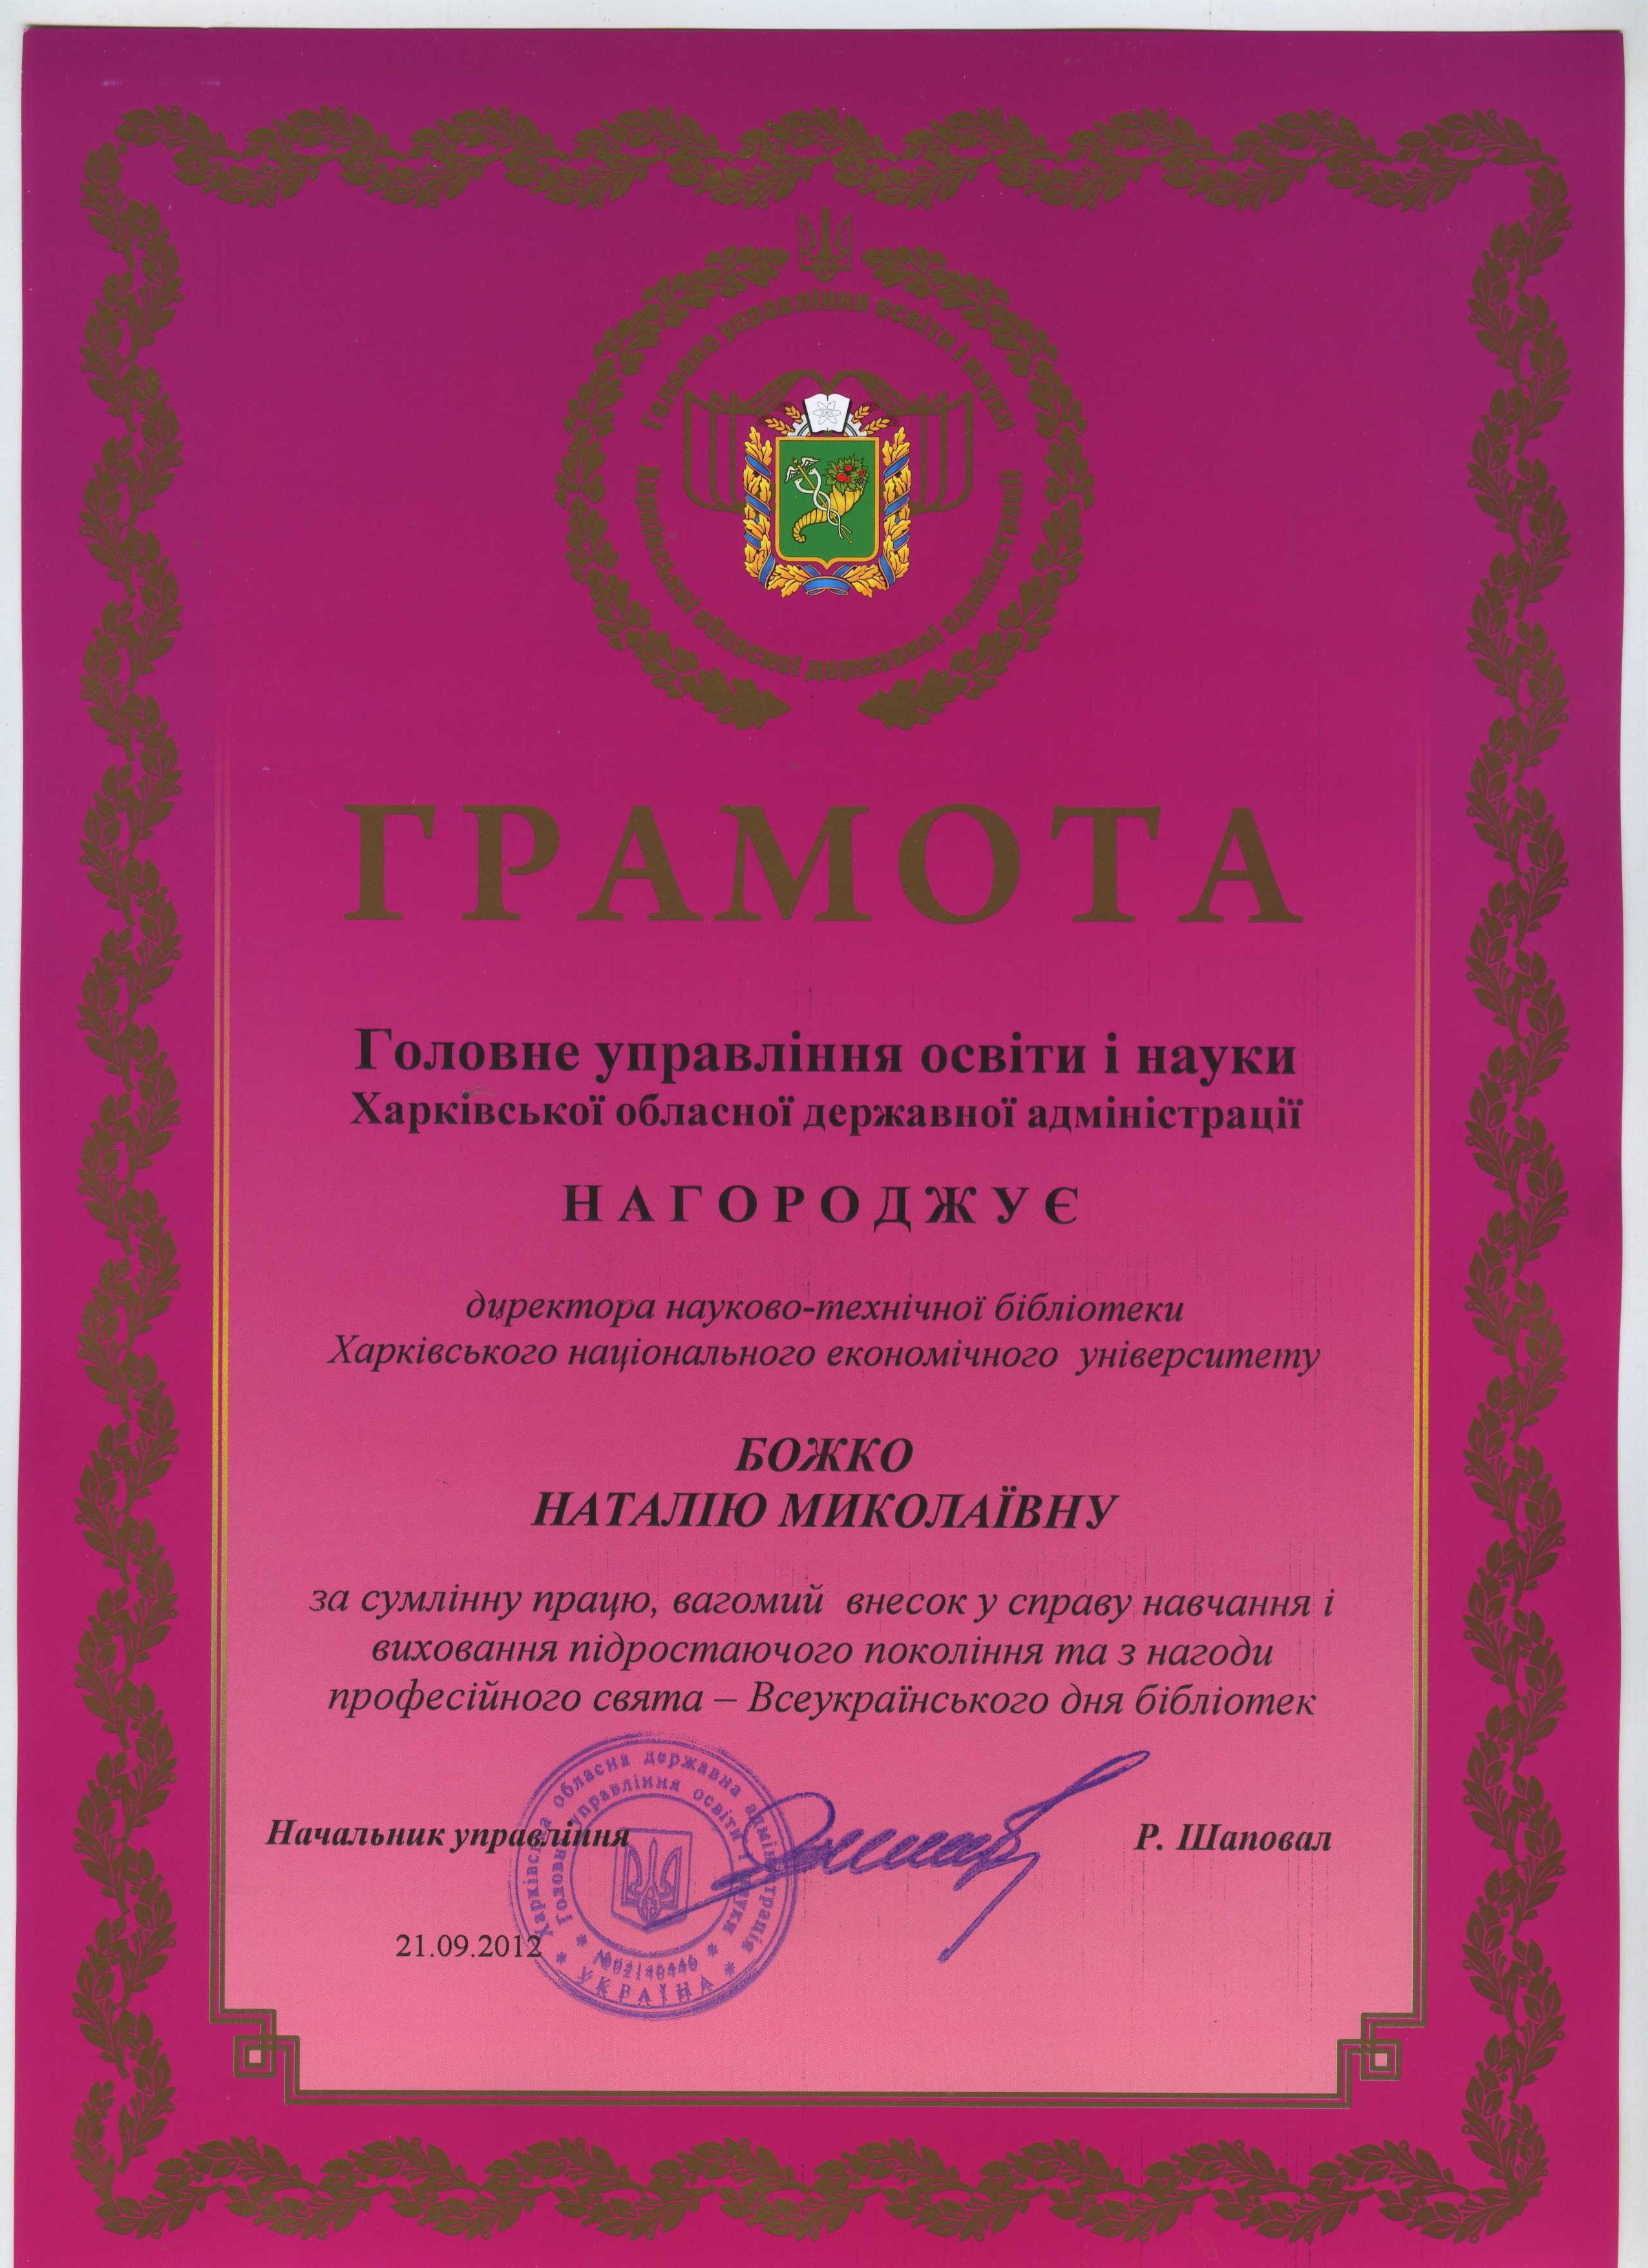 Головне управління освіти і науки
Харківської обласної державної адміністрації
ГРАМОТА
Головне управління освіти і науки
Харківської обласної державної адміністрації
НАГОРОДЖУЄ
директора науково-технічної бібліотеки
Харківського національного економічного університету
БОЖКО
НАТАЛІЮ МИКОЛАЇВНУ
за сумлінну працю, вагомий внесок у справу навчання і
виховання підростаючого покоління та з нагоди
професійного свята – Всеукраїнського дня бібліотек
Начальник управління
Р. Шаповал
21.09.2012
Харківська обласна державна адміністрація
Головне управління освіти і науки
* УКРАЇНА *